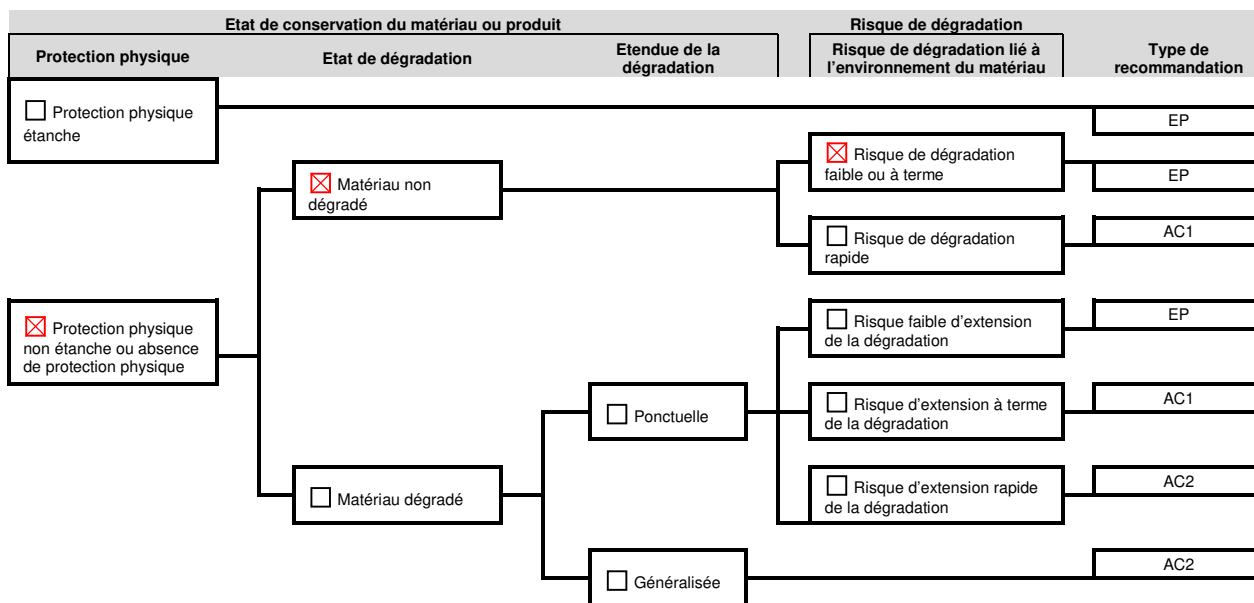 Etat de conservation du matériau ou produit
Risque de dégradation
Protection physique
Etat de dégradation
Etendue de la
dégradation
Risque de dégradation lié à
l'environnement du matériau
Type de
recommandation
Protection physique
étanche
EP
Matériau non
dégradé
Risque de dégradation
faible ou à terme
EP
Risque de dégradation
rapide
AC1
Protection physique
non étanche ou absence
de protection physique
Risque faible d'extension
de la dégradation
EP
Ponctuelle
Risque d'extension à terme
de la dégradation
AC1
Matériau dégradé
Risque d'extension rapide
de la dégradation
AC2
Généralisée
AC2